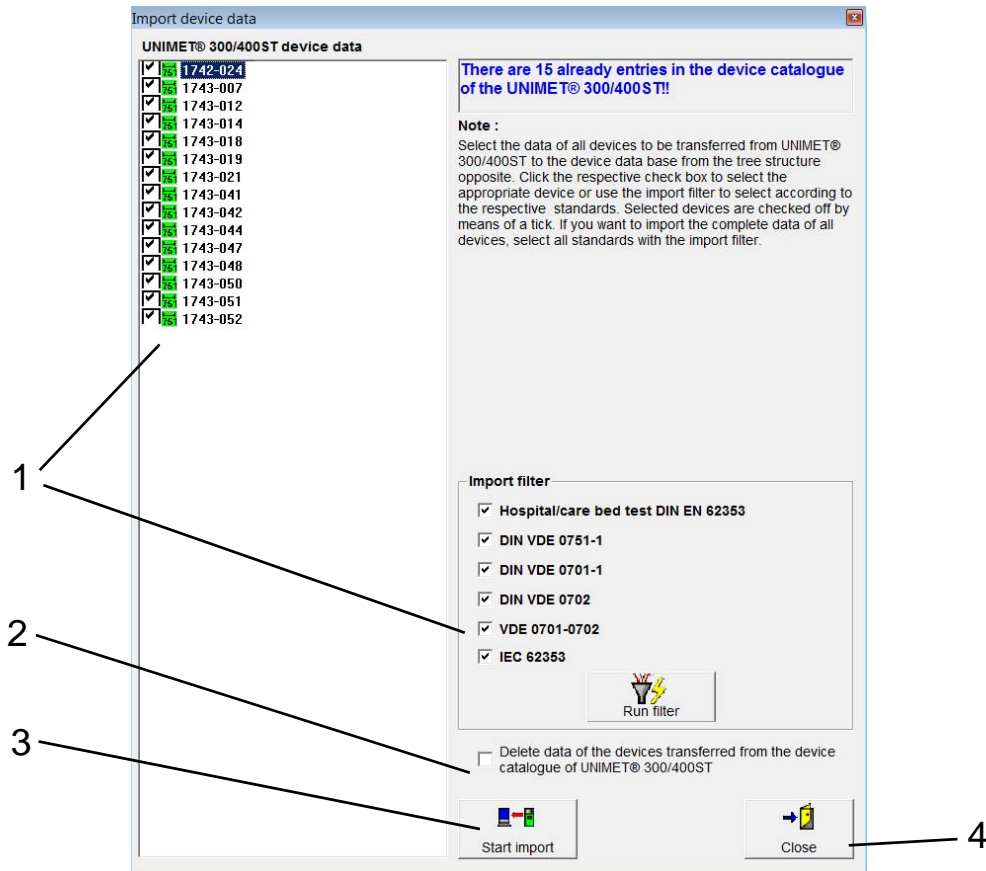 Import device data
UNIMET® 300/400ST device data
1742-024
1743-007
1743-012
1743-014
1743-018
1743-019
1743-021
1743-041
1743-042
1743-044
1743-047
1743-048
1743-050
1743-051
1743-052
There are 15 already entries in the device catalogue
of the UNIMET® 300/400ST!!
Note :
Select the data of all devices to be transferred from UNIMET®
300/400ST to the device data base from the tree structure
opposite. Click the respective check box to select the
appropriate device or use the import filter to select according to
the respective standards. Selected devices are checked off by
means of a tick. If you want to import the complete data of all
devices, select all standards with the import filter.
Import filter
Hospital/care bed test DIN EN 62353
DIN VDE 0751-1
DIN VDE 0701-1
DIN VDE 0702
VDE 0701-0702
IEC 62353
Run filter
Delete data of the devices transferred from the device
catalogue of UNIMET® 300/400ST
Start import
Close
1
2
3
4